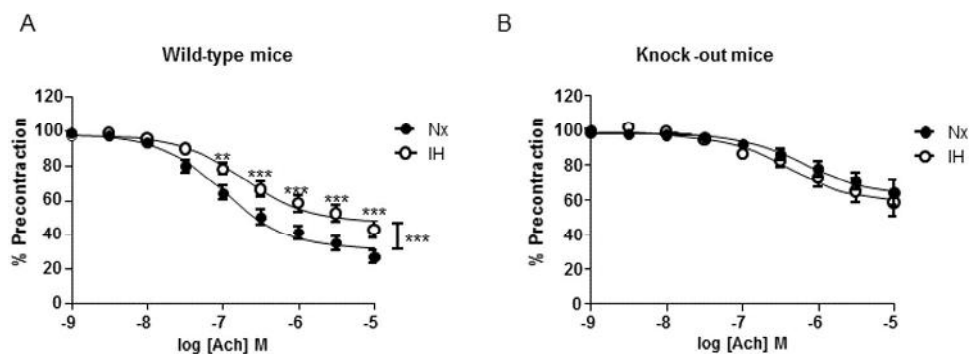 A
Wild-type mice
% Precontraction
120
100
80
60
40
20
0
-9
-8
-7
-6
-5
log [Ach] M
**
***
***
***
***
***
Nx
IH
B
Knock -out mice
% Precontraction
120
100
80
60
40
20
0
-9
-8
-7
-6
-5
log [Ach] M
Nx
IH